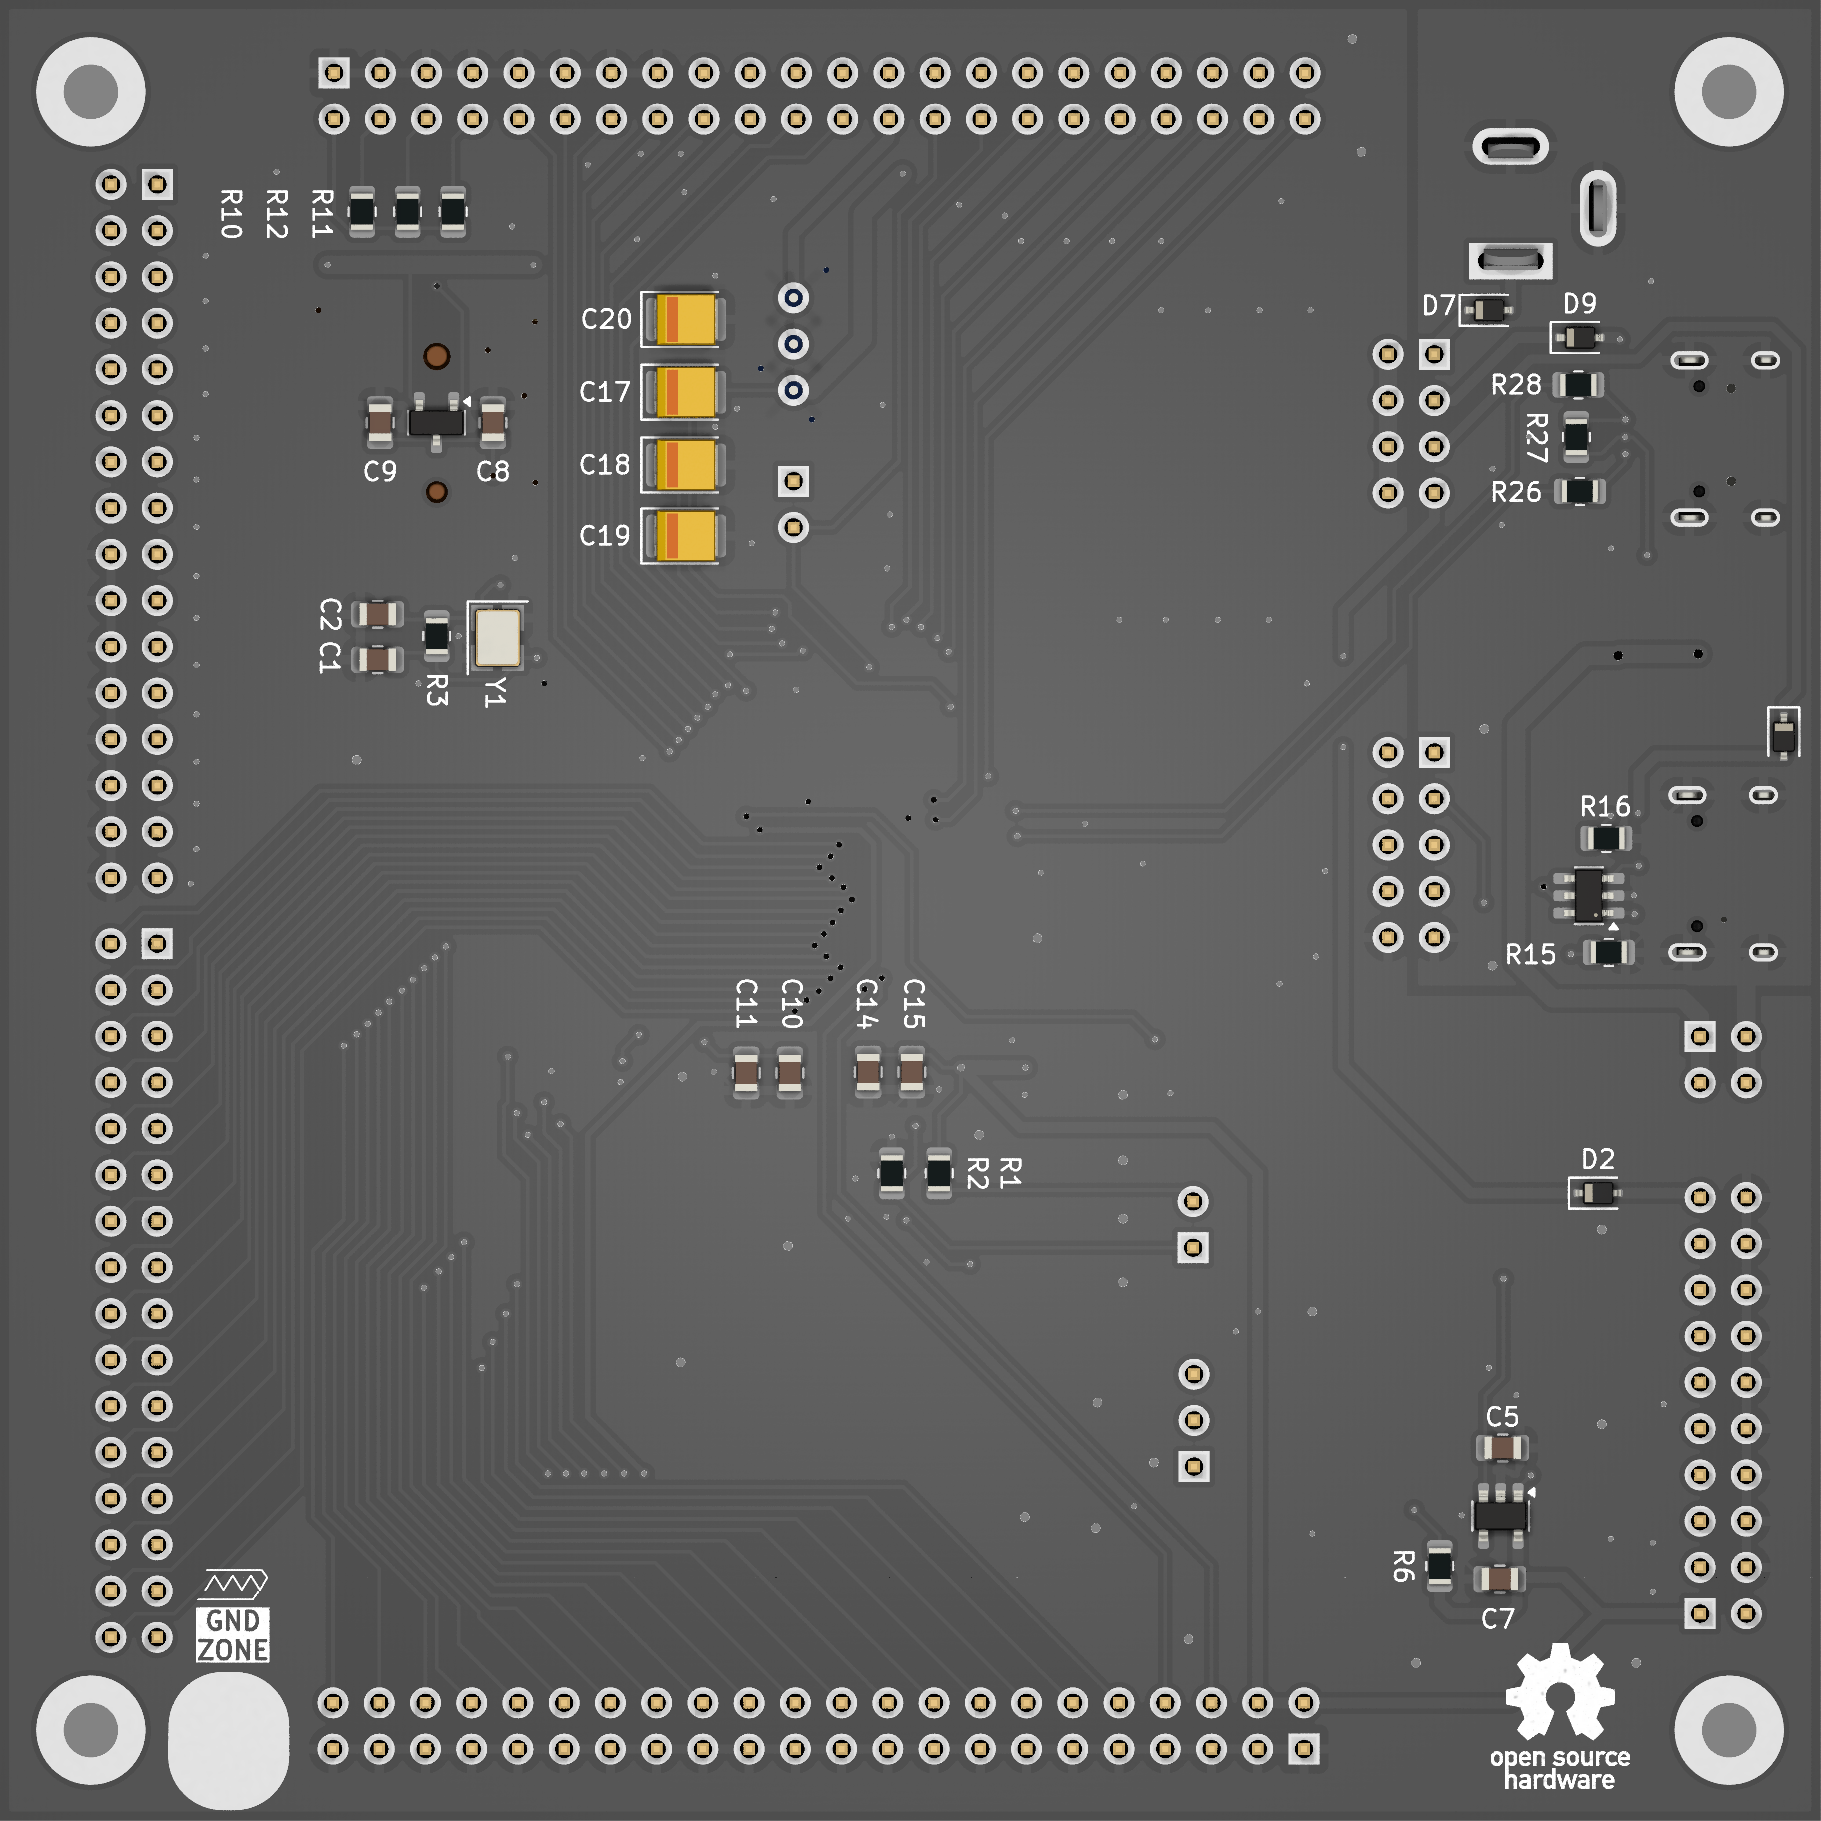 R10
R12
R11
C20
D7
D9
C17
R28
R27
C18
C9
C8
R26
C19
C2
C1
R3
Y1
R16
R15
C11
C10
C14
C15
R2
R1
D2
C5
R6
C7
GND
ZONE
open source
hardware